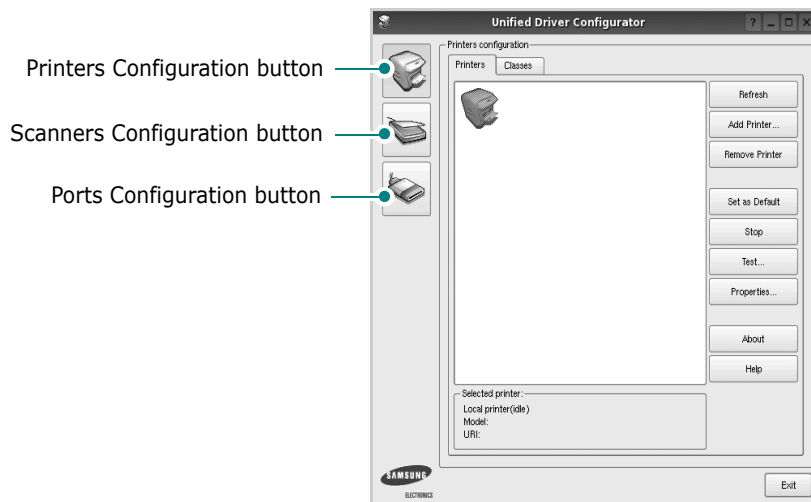 Unified Driver Configurator
Printers Configuration button
Scanners Configuration button
Ports Configuration button
Printers configuration
Printers
Classes
Refresh
Add Printer...
Remove Printer
Set as Default
Stop
Test...
Properties...
About
Help
Selected printer:
Local printer(idle)
Model:
URI:
SAMSUNG
ELECTRONICS
Exit